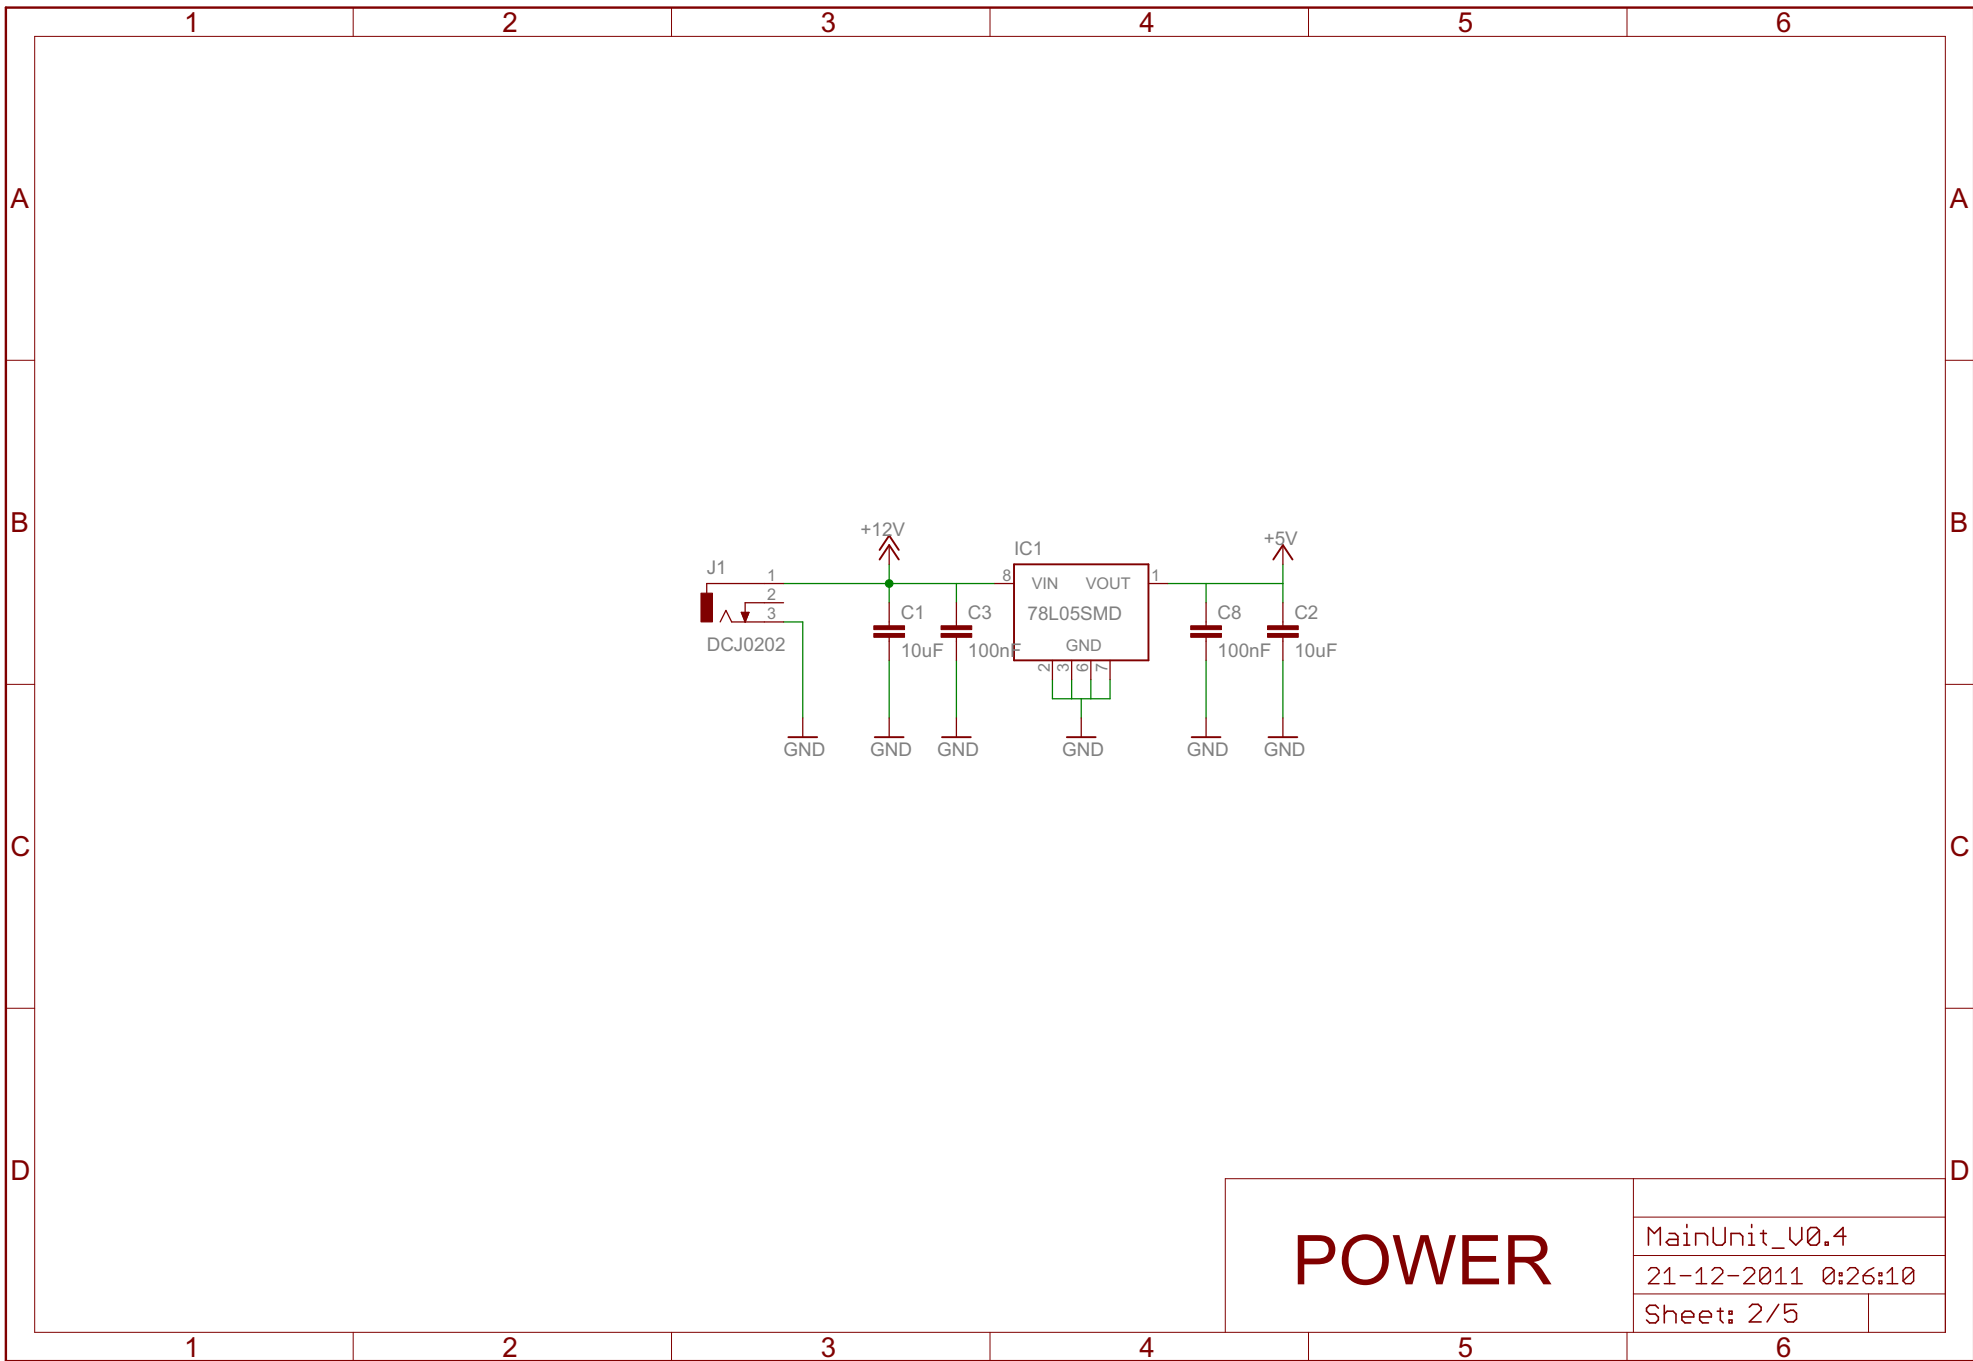 1 2 3 4 5 6
A A
B B
+12V
+5V
IC1
J1
1
8
VIN VOUT
1
2
3
C1
C3
78L05SMD
C8
C2
DCJ0202
10uF
100nF
GND
100nF
10uF
2 3 6 7
GND GND GND GND GND GND
C C
D D
POWER
MainUnit_V0.4
21-12-2011 0:26:10
Sheet: 2/5
1 2 3 4 5 6